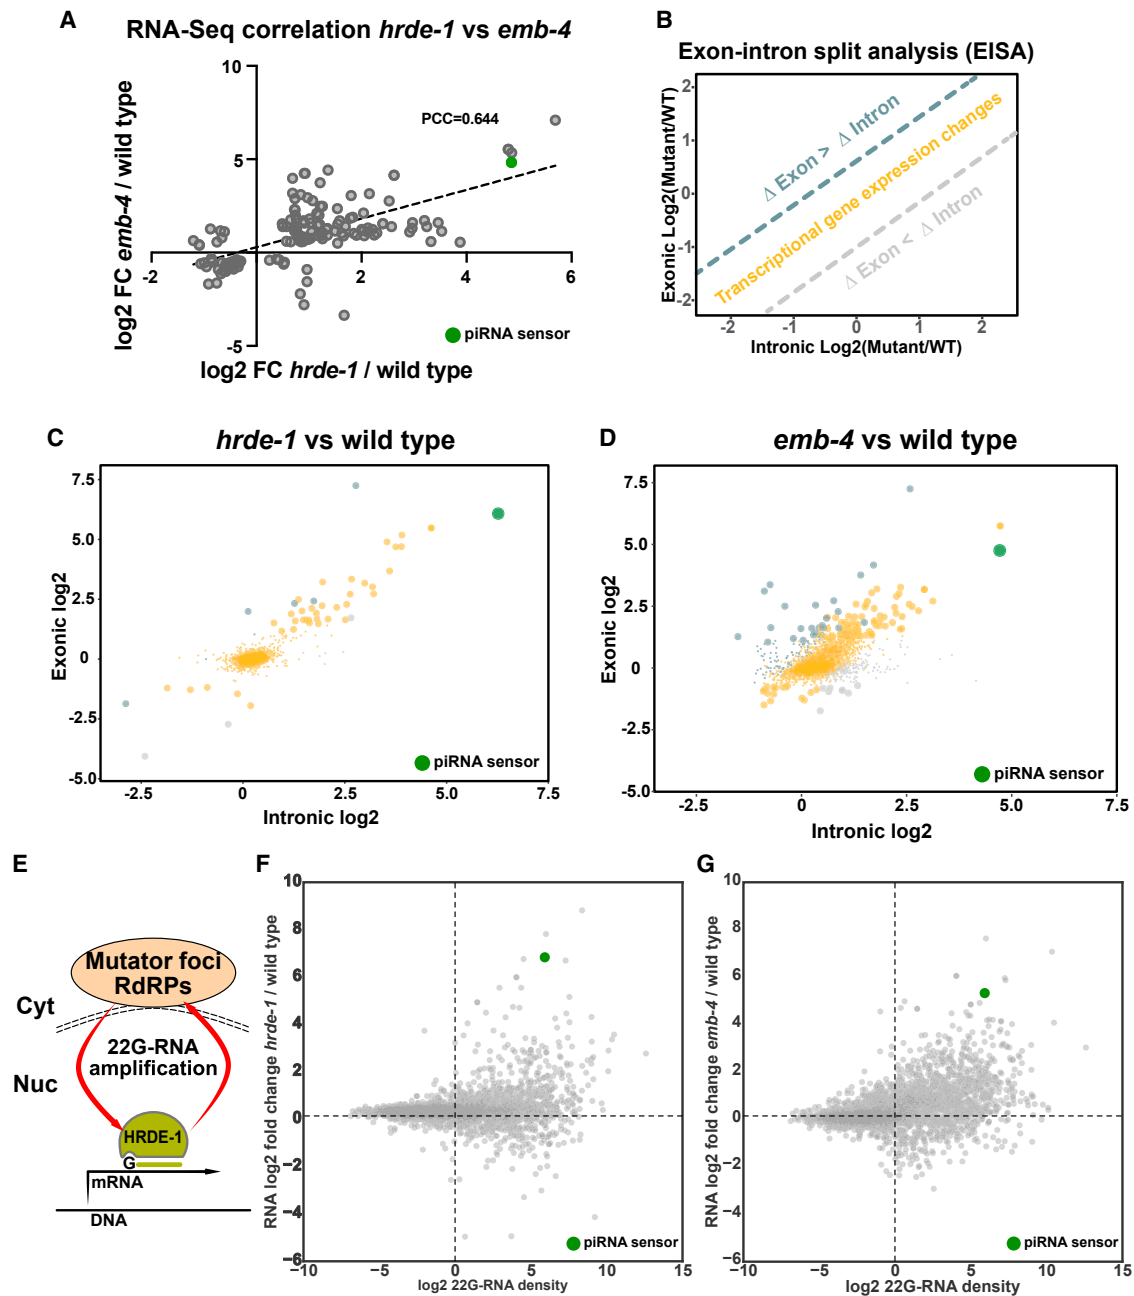 A
RNA-Seq correlation hrde-1 vs emb-4
10
5
-5
-2
2
4
6
PCC=0.644
piRNA sensor
log2 FC emb-4 / wild type
log2 FC hrde-1 / wild type
B
Exon-intron split analysis (EISA)
2
1
0
-1
-2
-2
-1
0
1
2
Δ Exon > Δ Intron
Transcriptional gene expression changes
Δ Exon < Δ Intron
Exonic Log2(Mutant/WT)
Intronic Log2(Mutant/WT)
C
hrde-1 vs wild type
7.5
5.0
2.5
0
-2.5
-5.0
-2.5
0
2.5
5.0
7.5
piRNA sensor
Exonic log2
Intronic log2
D
emb-4 vs wild type
7.5
5.0
2.5
0
-2.5
-5.0
-2.5
0
2.5
5.0
7.5
piRNA sensor
Exonic log2
Intronic log2
E
Mutator foci
RdRPs
Cyt
22G-RNA
amplification
Nuc
HRDE-1
G
mRNA
DNA
F
10
8
6
4
2
0
−2
−4
−6
−10
−5
0
5
10
15
piRNA sensor
RNA log2 fold change hrde-1 / wild type
log2 22G-RNA density
G
10
8
6
4
2
0
−2
−4
−6
−10
−5
0
5
10
15
piRNA sensor
RNA log2 fold change emb-4 / wild type
log2 22G-RNA density